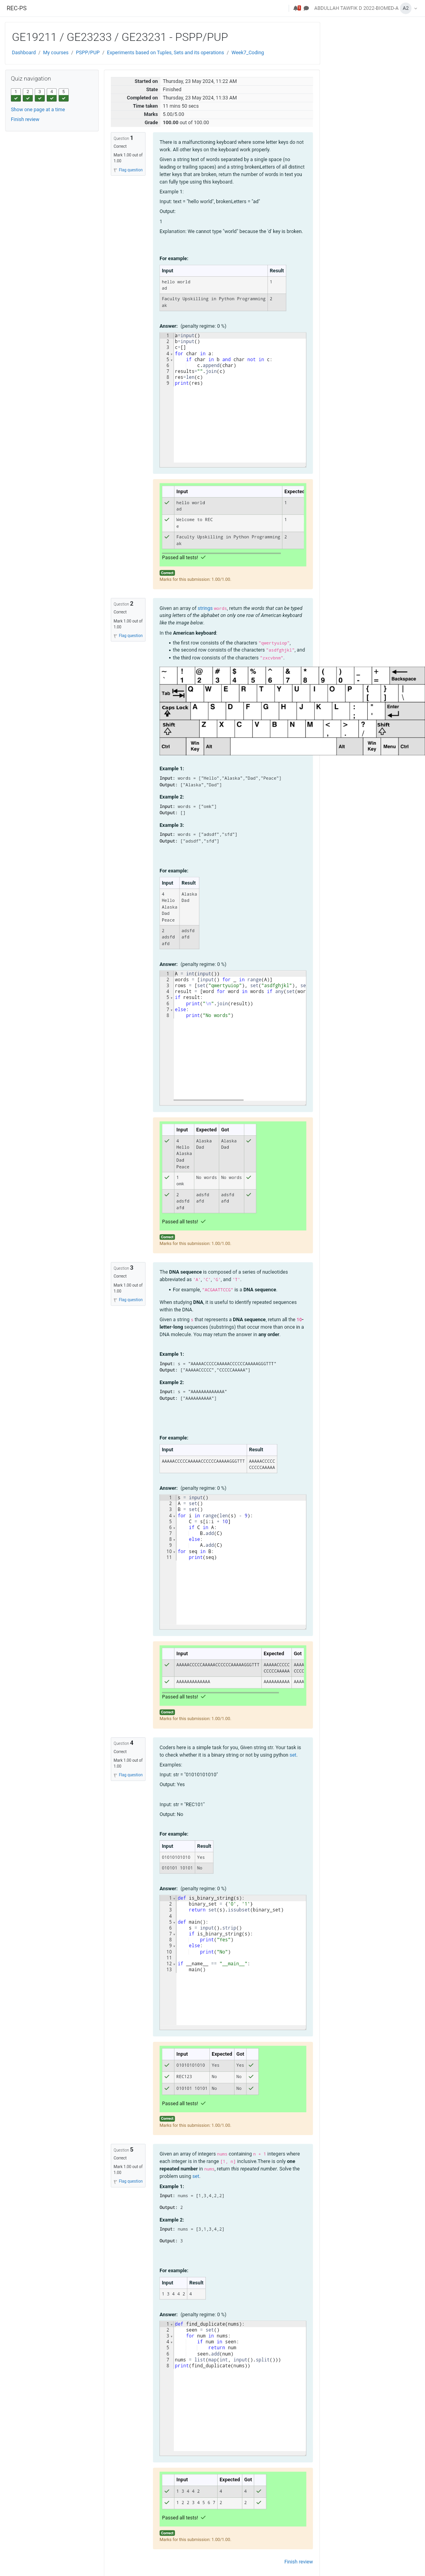 REC-PS
ABDULLAH TAWFIK D 2022-BIOMED-A A2
GE19211 / GE23233 / GE23231 - PSPP/PUP
Dashboard / My courses / PSPP/PUP / Experiments based on Tuples, Sets and its operations / Week7_Coding
Quiz navigation
1 2 3 4 5
Show one page at a time
Finish review
Started on Thursday, 23 May 2024, 11:22 AM
State Finished
Completed on Thursday, 23 May 2024, 11:33 AM
Time taken 11 mins 50 secs
Marks 5.00/5.00
Grade 100.00 out of 100.00
Question 1
Correct
Mark 1.00 out of
1.00
Flag question
There is a malfunctioning keyboard where some letter keys do not
work. All other keys on the keyboard work properly.
Given a string text of words separated by a single space (no
leading or trailing spaces) and a string brokenLetters of all distinct
letter keys that are broken, return the number of words in text you
can fully type using this keyboard.
Example 1:
Input: text = "hello world", brokenLetters = "ad"
Output:
1
Explanation: We cannot type "world" because the 'd' key is broken.
For example:
Input Result
hello world 1
ad
Faculty Upskilling in Python Programming 2
ak
Answer: (penalty regime: 0 %)
1 a=input()
2 b=input()
3 c=[]
4 for char in a:
5     if char in b and char not in c:
6         c.append(char)
7 results="".join(c)
8 res=len(c)
9 print(res)
Input Expected
hello world 1
ad
Welcome to REC 1
e
Faculty Upskilling in Python Programming 2
ak
Passed all tests!
Correct
Marks for this submission: 1.00/1.00.
Question 2
Correct
Mark 1.00 out of
1.00
Flag question
Given an array of strings words, return the words that can be typed
using letters of the alphabet on only one row of American keyboard
like the image below.
In the American keyboard:
• the first row consists of the characters "qwertyuiop",
• the second row consists of the characters "asdfghjkl", and
• the third row consists of the characters "zxcvbnm".
~ ! @ # $ % ^ & * ( ) _ + Backspace
` 1 2 3 4 5 6 7 8 9 0 - =
Tab Q W E R T Y U I O P { } |
[ ] \
Caps Lock A S D F G H J K L : " Enter
; '
Shift Z X C V B N M < > ? Shift
, . /
Ctrl Win Key Alt Alt Win Key Menu Ctrl
Example 1:
Input: words = ["Hello","Alaska","Dad","Peace"]
Output: ["Alaska","Dad"]
Example 2:
Input: words = ["omk"]
Output: []
Example 3:
Input: words = ["adsdf","sfd"]
Output: ["adsdf","sfd"]
For example:
Input Result
4 Alaska
Hello Dad
Alaska
Dad
Peace
2 adsfd
adsfd afd
afd
Answer: (penalty regime: 0 %)
1 A = int(input())
2 words = [input() for _ in range(A)]
3 rows = [set("qwertyuiop"), set("asdfghjkl"), se
4 result = [word for word in words if any(set(wor
5 if result:
6     print("\n".join(result))
7 else:
8     print("No words")
Input Expected Got
4 Alaska Alaska
Hello Dad Dad
Alaska
Dad
Peace
1 No words No words
omk
2 adsfd adsfd
adsfd afd afd
afd
Passed all tests!
Correct
Marks for this submission: 1.00/1.00.
Question 3
Correct
Mark 1.00 out of
1.00
Flag question
The DNA sequence is composed of a series of nucleotides
abbreviated as 'A', 'C', 'G', and 'T'.
• For example, "ACGAATTCCG" is a DNA sequence.
When studying DNA, it is useful to identify repeated sequences
within the DNA.
Given a string s that represents a DNA sequence, return all the 10-
letter-long sequences (substrings) that occur more than once in a
DNA molecule. You may return the answer in any order.
Example 1:
Input: s = "AAAAACCCCCAAAAACCCCCCAAAAAGGGTTT"
Output: ["AAAAACCCCC","CCCCCAAAAA"]
Example 2:
Input: s = "AAAAAAAAAAAAA"
Output: ["AAAAAAAAAA"]
For example:
Input Result
AAAAACCCCCAAAAACCCCCCAAAAAGGGTTT AAAAACCCCC
CCCCCAAAAA
Answer: (penalty regime: 0 %)
1 s = input()
2 A = set()
3 B = set()
4 for i in range(len(s) - 9):
5     C = s[i:i + 10]
6     if C in A:
7         B.add(C)
8     else:
9         A.add(C)
10 for seq in B:
11     print(seq)
Input Expected Got
AAAAACCCCCAAAAACCCCCCAAAAAGGGTTT AAAAACCCCC AAAA
CCCCCAAAAA CCCC
AAAAAAAAAAAAA AAAAAAAAAA AAAA
Passed all tests!
Correct
Marks for this submission: 1.00/1.00.
Question 4
Correct
Mark 1.00 out of
1.00
Flag question
Coders here is a simple task for you, Given string str. Your task is
to check whether it is a binary string or not by using python set.
Examples:
Input: str = "01010101010"
Output: Yes
Input: str = "REC101"
Output: No
For example:
Input Result
01010101010 Yes
010101 10101 No
Answer: (penalty regime: 0 %)
1 def is_binary_string(s):
2     binary_set = {'0', '1'}
3     return set(s).issubset(binary_set)
4
5 def main():
6     s = input().strip()
7     if is_binary_string(s):
8         print("Yes")
9     else:
10         print("No")
11
12 if __name__ == "__main__":
13     main()
Input Expected Got
01010101010 Yes Yes
REC123 No No
010101 10101 No No
Passed all tests!
Correct
Marks for this submission: 1.00/1.00.
Question 5
Correct
Mark 1.00 out of
1.00
Flag question
Given an array of integers nums containing n + 1 integers where
each integer is in the range [1, n] inclusive.There is only one
repeated number in nums, return this repeated number. Solve the
problem using set.
Example 1:
Input: nums = [1,3,4,2,2]
Output: 2
Example 2:
Input: nums = [3,1,3,4,2]
Output: 3
For example:
Input Result
1 3 4 4 2 4
Answer: (penalty regime: 0 %)
1 def find_duplicate(nums):
2     seen = set()
3     for num in nums:
4         if num in seen:
5             return num
6         seen.add(num)
7 nums = list(map(int, input().split()))
8 print(find_duplicate(nums))
Input Expected Got
1 3 4 4 2 4 4
1 2 2 3 4 5 6 7 2 2
Passed all tests!
Correct
Marks for this submission: 1.00/1.00.
Finish review